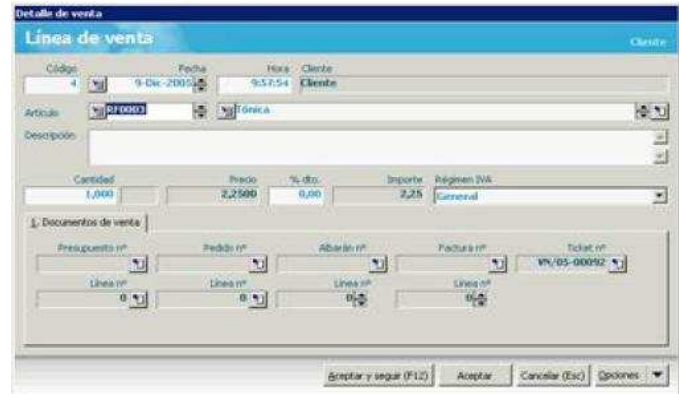 Detalle de venta
Línea de venta
Cliente
Código Fecha Hora Cliente
4 9-Dic-2005 9:57:54 Cliente
Artículo RF0003 Tónica
Descripción
Cantidad Precio % dto. Importe Régimen IVA
1,000 2,2500 0,00 2,25 General
1. Documentos de venta
Presupuesto nº Pedido nº Albarán nº Factura nº Ticket nº
VN/05-00092
Línea nº Línea nº Línea nº Línea nº
0 0 0 0
Aceptar y seguir (F12) Aceptar Cancelar (Esc) Opciones